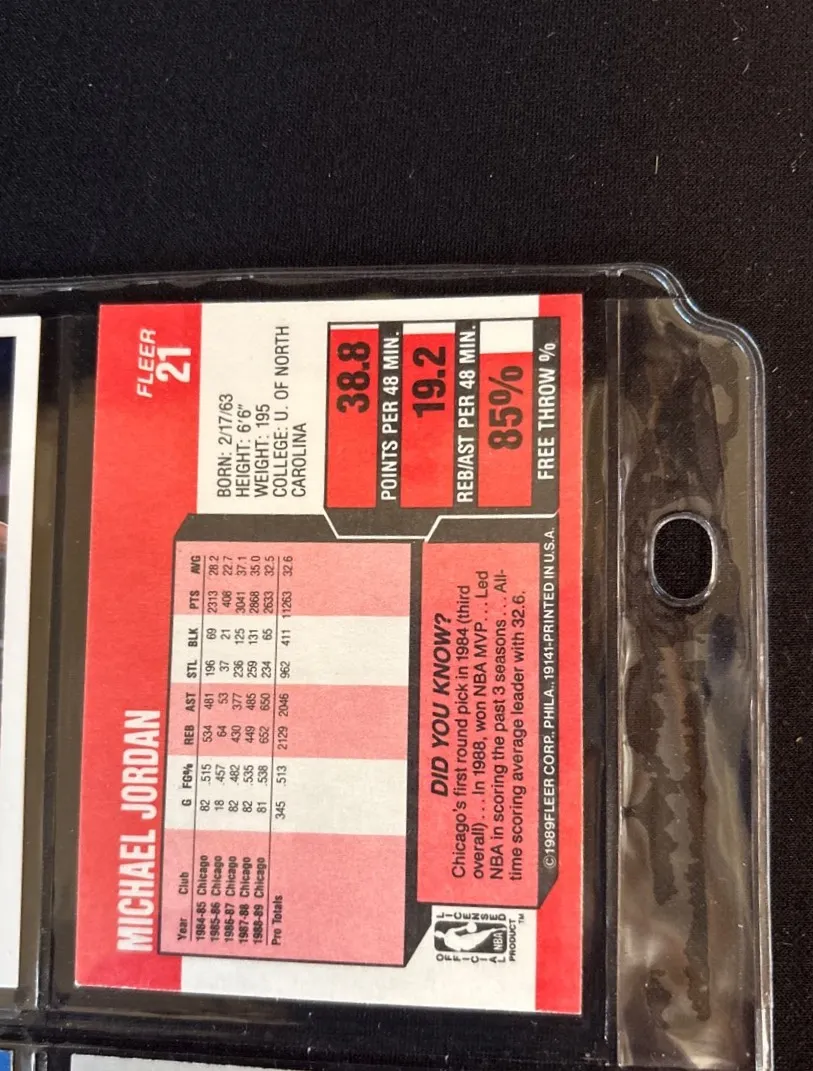 FLEER
21
MICHAEL JORDAN
BORN: 2/17/63
HEIGHT: 6'6"
WEIGHT: 195
COLLEGE: U. OF NORTH
CAROLINA
Year Club G FG% REB AST STL BLK PTS AVG
1984-85 Chicago 82 .515 534 481 196 69 2313 28.2
1985-86 Chicago 18 .457 64 53 37 21 408 22.7
1986-87 Chicago 82 .482 430 377 236 125 3041 37.1
1987-88 Chicago 82 .535 449 485 259 131 2868 35.0
1988-89 Chicago 81 .538 652 650 234 65 2633 32.5
Pro Totals 345 .513 2129 2046 962 411 11263 32.6
38.8
POINTS PER 48 MIN.
19.2
REB/AST PER 48 MIN.
85%
FREE THROW %
DID YOU KNOW?
Chicago's first round pick in 1984 (third
overall) . . . In 1988, won NBA MVP . . . Led
NBA in scoring the past 3 seasons . . . All-
time scoring average leader with 32.6.
OFFICIAL
LICENSED
NBA
PRODUCT™
©1989 FLEER CORP., PHILA., 19141-PRINTED IN U.S.A.